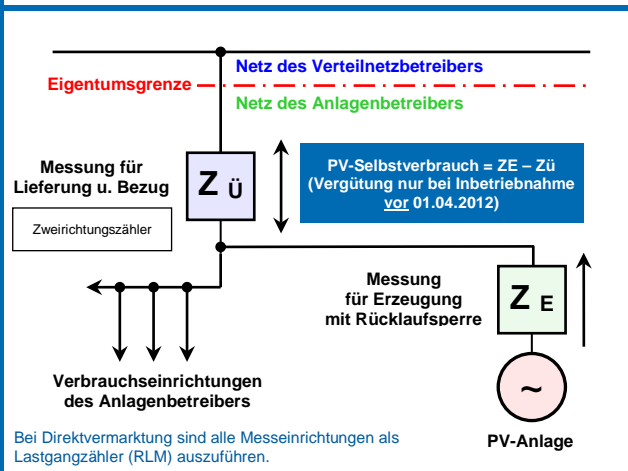 Netz des Verteilnetzbetreibers
Eigentumsgrenze
Netz des Anlagenbetreibers
Messung für
Lieferung u. Bezug
Z Ü
PV-Selbstverbrauch = ZE – Zü
(Vergütung nur bei Inbetriebnahme
vor 01.04.2012)
Zweirichtungszähler
Messung
für Erzeugung
mit Rücklaufsperre
Z E
~
Verbrauchseinrichtungen
des Anlagenbetreibers
PV-Anlage
Bei Direktvermarktung sind alle Messeinrichtungen als
Lastgangzähler (RLM) auszuführen.